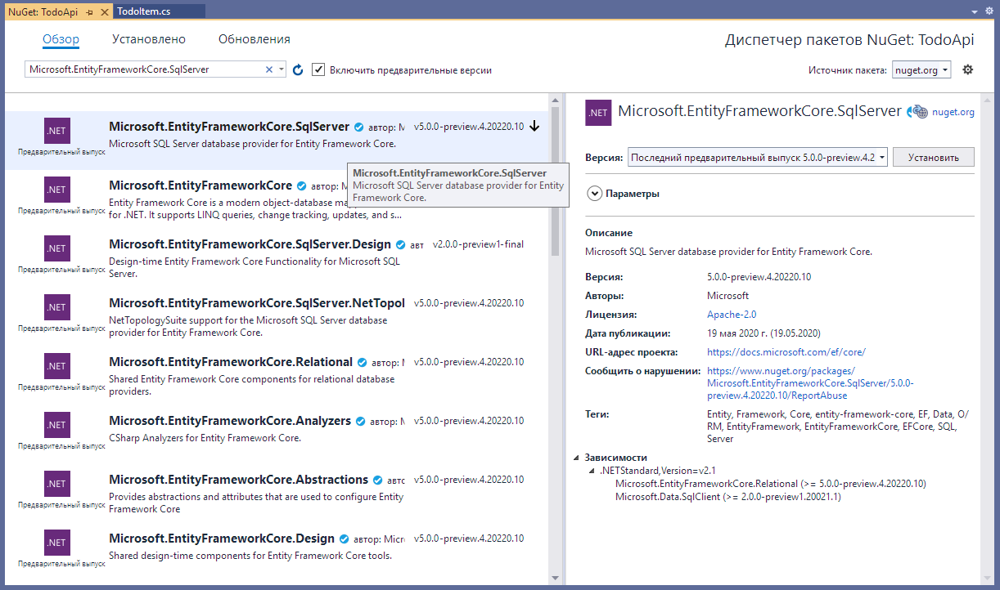 NuGet: TodoApi
TodoItem.cs
Обзор
Установлено
Обновления
Диспетчер пакетов NuGet: TodoApi
Microsoft.EntityFrameworkCore.SqlServer
Включить предварительные версии
Источник пакета: nuget.org
.NET
Предварительный выпуск
Microsoft.EntityFrameworkCore.SqlServer автор: M v5.0.0-preview.4.20220.10
Microsoft SQL Server database provider for Entity Framework Core.
.NET
Предварительный выпуск
Microsoft.EntityFrameworkCore автор: M
Entity Framework Core is a modern object-database ma
for .NET. It supports LINQ queries, change tracking, updates, and s...
Microsoft.EntityFrameworkCore.SqlServer
Microsoft SQL Server database provider for Entity
Framework Core.
.NET
Предварительный выпуск
Microsoft.EntityFrameworkCore.SqlServer.Design авт v2.0.0-preview1-final
Design-time Entity Framework Core Functionality for Microsoft SQL
Server.
.NET
Предварительный выпуск
Microsoft.EntityFrameworkCore.SqlServer.NetTopol v5.0.0-preview.4.20220.10
NetTopologySuite support for the Microsoft SQL Server database
provider for Entity Framework Core.
.NET
Предварительный выпуск
Microsoft.EntityFrameworkCore.Relational автор: v5.0.0-preview.4.20220.10
Shared Entity Framework Core components for relational database
providers.
.NET
Предварительный выпуск
Microsoft.EntityFrameworkCore.Analyzers автор: v5.0.0-preview.4.20220.10
CSharp Analyzers for Entity Framework Core.
.NET
Предварительный выпуск
Microsoft.EntityFrameworkCore.Abstractions автс v5.0.0-preview.4.20220.10
Provides abstractions and attributes that are used to configure Entity
Framework Core
.NET
Предварительный выпуск
Microsoft.EntityFrameworkCore.Design автор: Micr v5.0.0-preview.4.20220.10
Shared design-time components for Entity Framework Core tools.
.NET
Microsoft.EntityFrameworkCore.SqlServer nuget.org
Версия: Последний предварительный выпуск 5.0.0-preview.4.2 Установить
Параметры
Описание
Microsoft SQL Server database provider for Entity Framework Core.
Версия: 5.0.0-preview.4.20220.10
Авторы: Microsoft
Лицензия: Apache-2.0
Дата публикации: 19 мая 2020 г. (19.05.2020)
URL-адрес проекта: https://docs.microsoft.com/ef/core/
Сообщить о нарушении: https://www.nuget.org/packages/
Microsoft.EntityFrameworkCore.SqlServer/5.0.0-
preview.4.20220.10/ReportAbuse
Теги: Entity, Framework, Core, entity-framework-core, EF, Data, O/
RM, EntityFramework, EntityFrameworkCore, EFCore, SQL,
Server
Зависимости
.NETStandard,Version=v2.1
Microsoft.EntityFrameworkCore.Relational (>= 5.0.0-preview.4.20220.10)
Microsoft.Data.SqlClient (>= 2.0.0-preview1.20021.1)